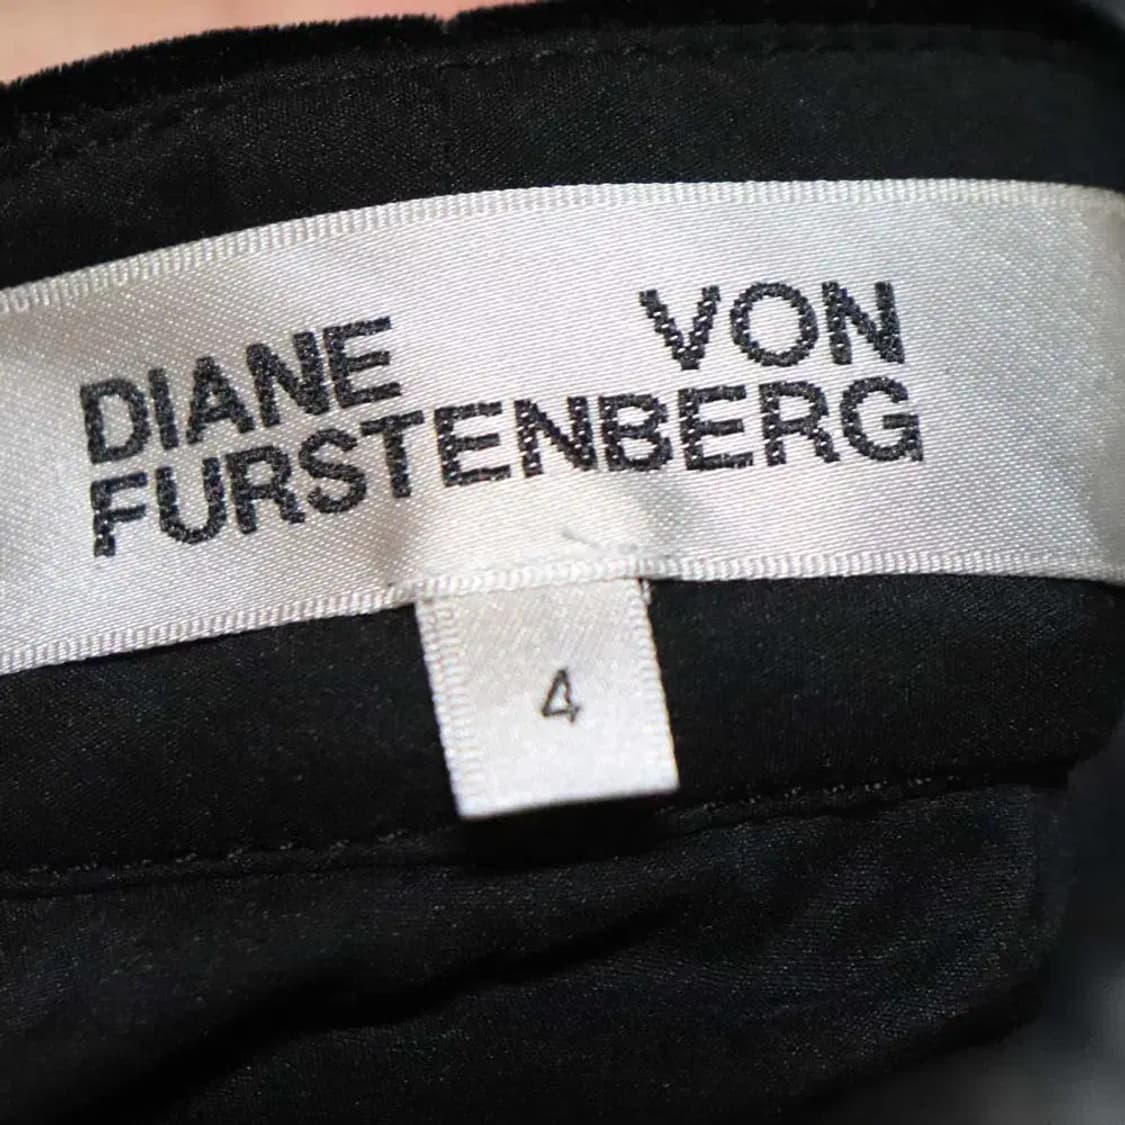 DIANE VON
FURSTENBERG
4